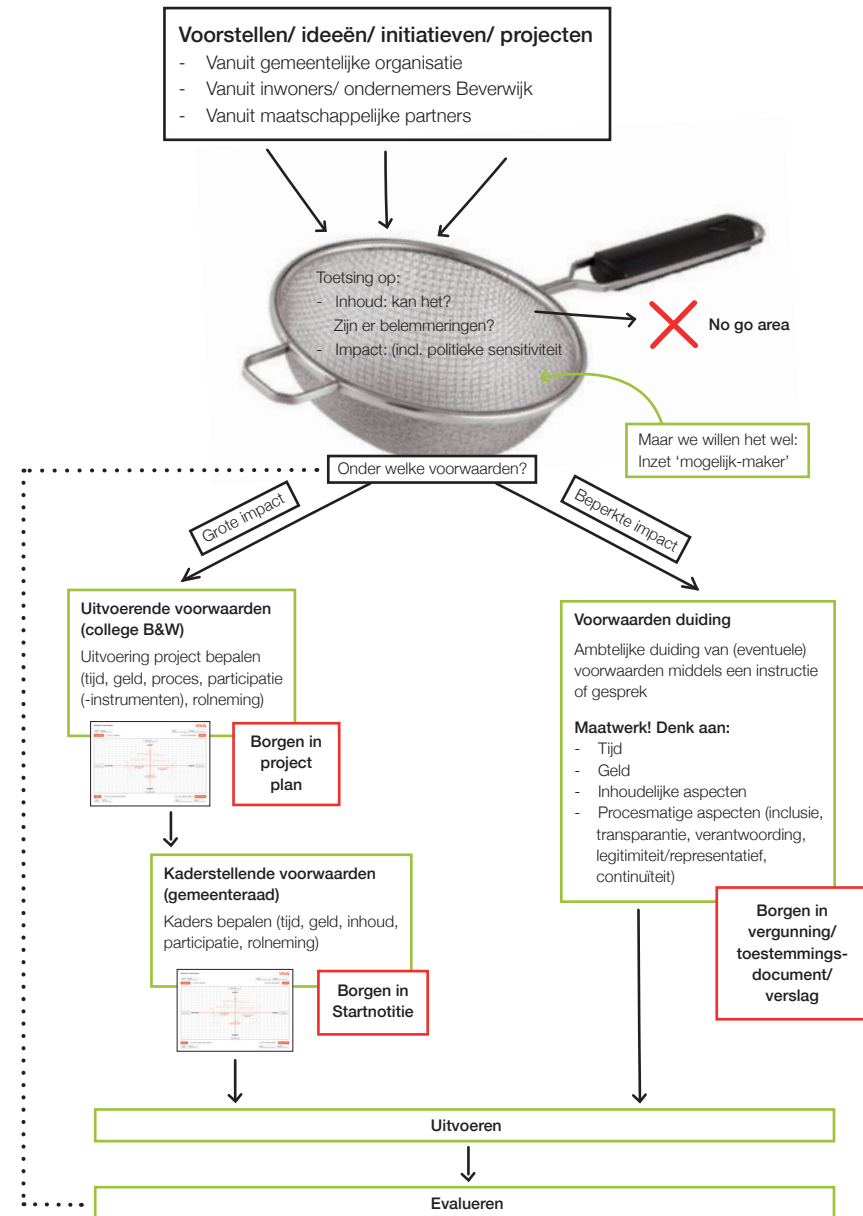 Voorstellen/ ideeën/ initiatieven/ projecten
- Vanuit gemeentelijke organisatie
- Vanuit inwoners/ ondernemers Beverwijk
- Vanuit maatschappelijke partners
Toetsing op:
- Inhoud: kan het?
Zijn er belemmeringen?
- Impact: (incl. politieke sensitiviteit
No go area
Maar we willen het wel:
Inzet ‘mogelijk-maker’
Onder welke voorwaarden?
Grote impact
Beperkte impact
Uitvoerende voorwaarden
(college B&W)
Uitvoering project bepalen
(tijd, geld, proces, participatie
(-instrumenten), rolneming)
Borgen in
project
plan
Kaderstellende voorwaarden
(gemeenteraad)
Kaders bepalen (tijd, geld, inhoud,
participatie, rolneming)
Borgen in
Startnotitie
Voorwaarden duiding
Ambtelijke duiding van (eventuele)
voorwaarden middels een instructie
of gesprek
Maatwerk! Denk aan:
- Tijd
- Geld
- Inhoudelijke aspecten
- Procesmatige aspecten (inclusie,
transparantie, verantwoording,
legitimiteit/representatief,
continuïteit)
Borgen in
vergunning/
toestemmings-
document/
verslag
Uitvoeren
Evalueren